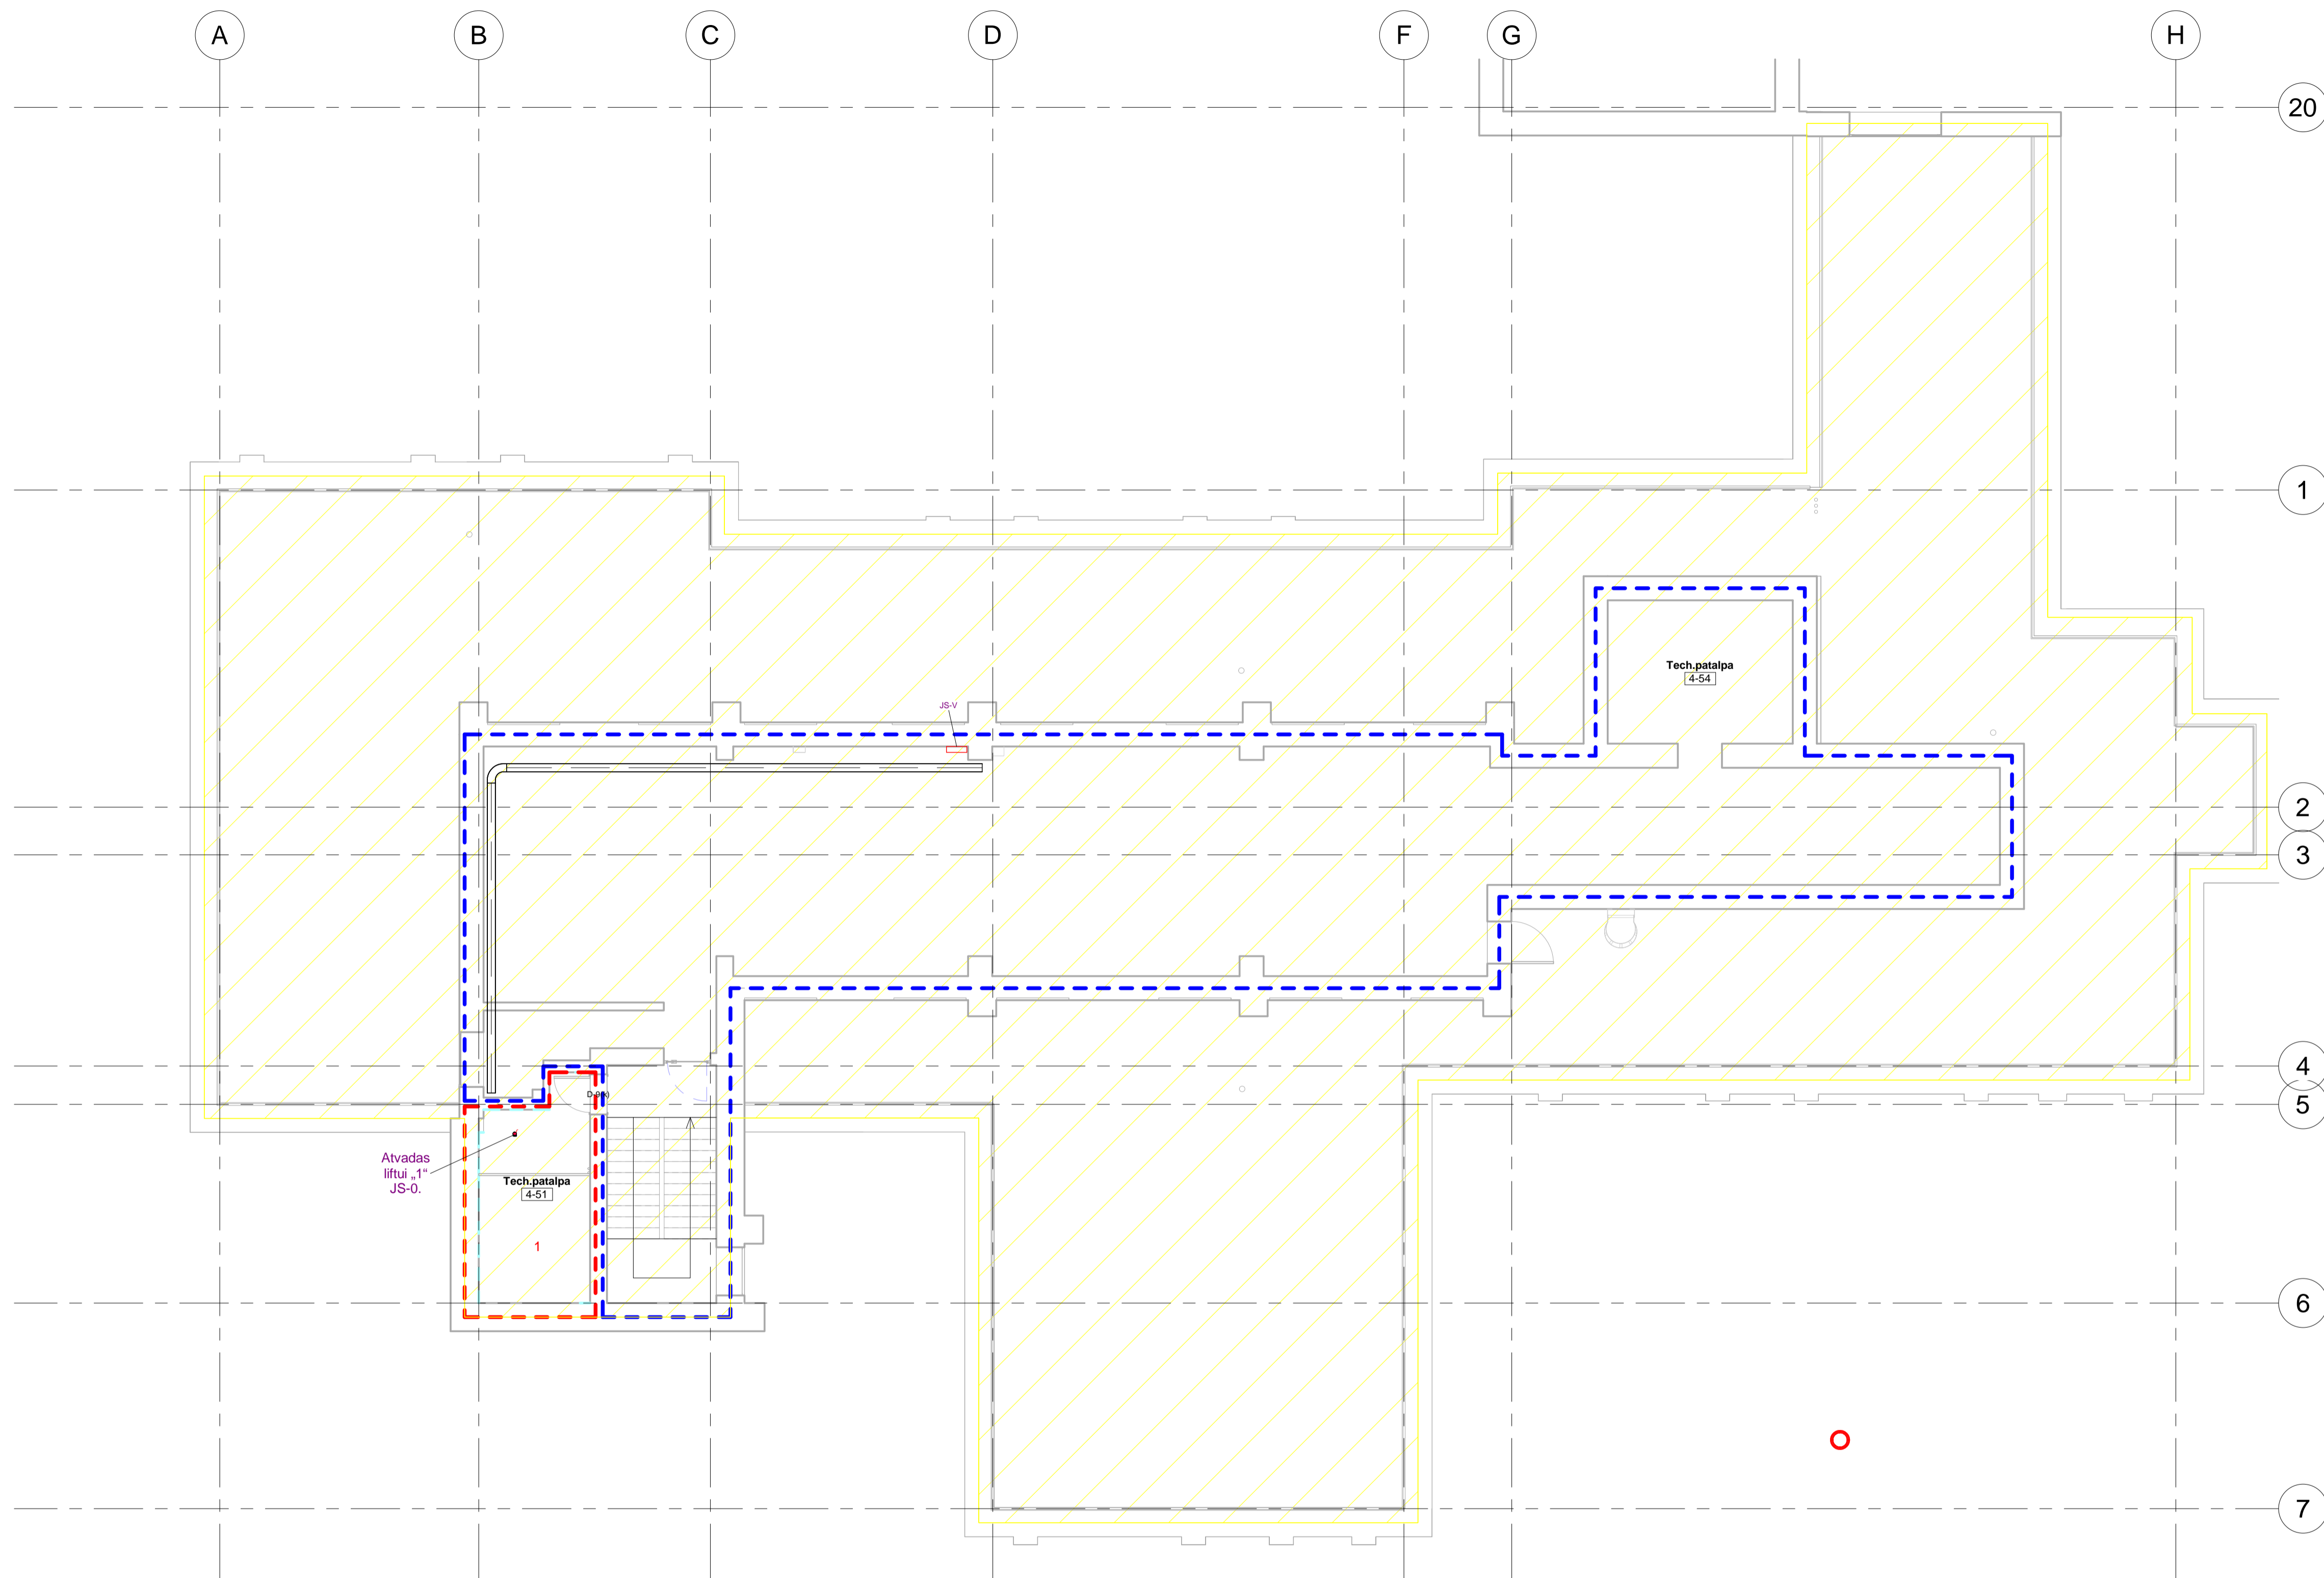 A
B
C
D
F
G
H
20
1
Tech.patalpa
4-54
JS-V
2
3
4
5
Atvadas
liftui „1“
JS-0.
Tech.patalpa
4-51
1
6
7